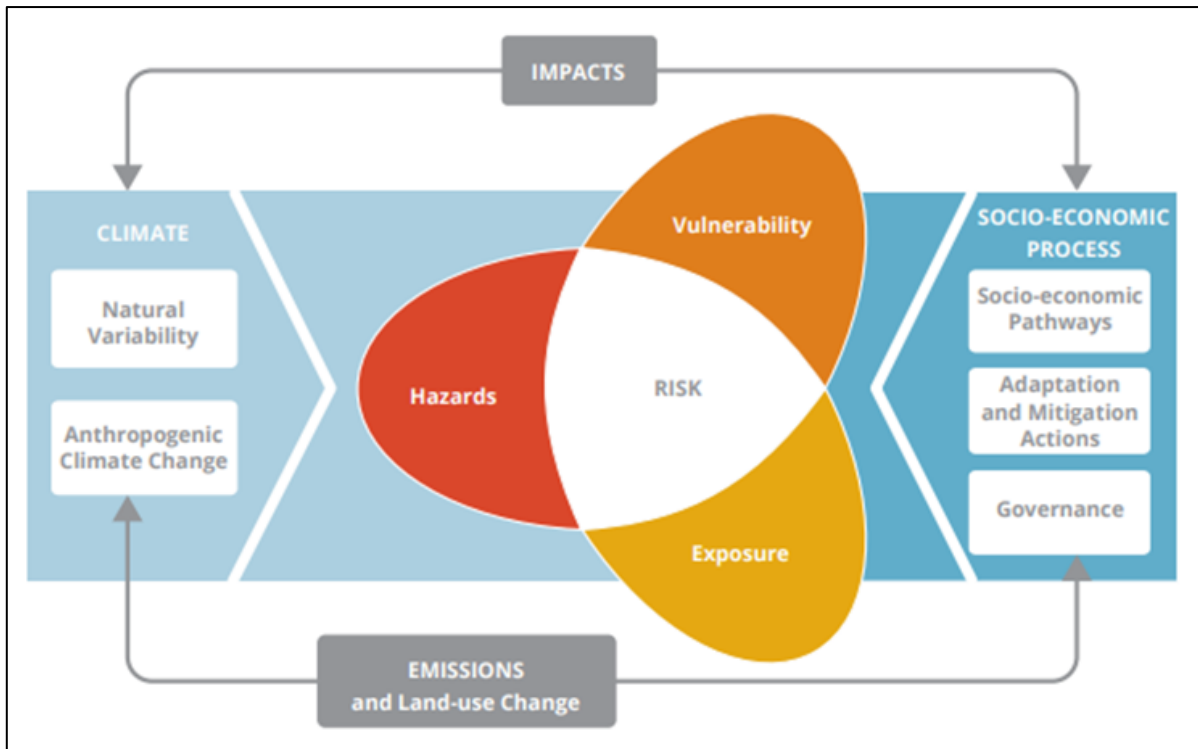 IMPACTS
CLIMATE
Natural
Variability
Anthropogenic
Climate Change
Hazards
Vulnerability
RISK
Exposure
SOCIO-ECONOMIC
PROCESS
Socio-economic
Pathways
Adaptation
and Mitigation
Actions
Governance
EMISSIONS
and Land-use Change